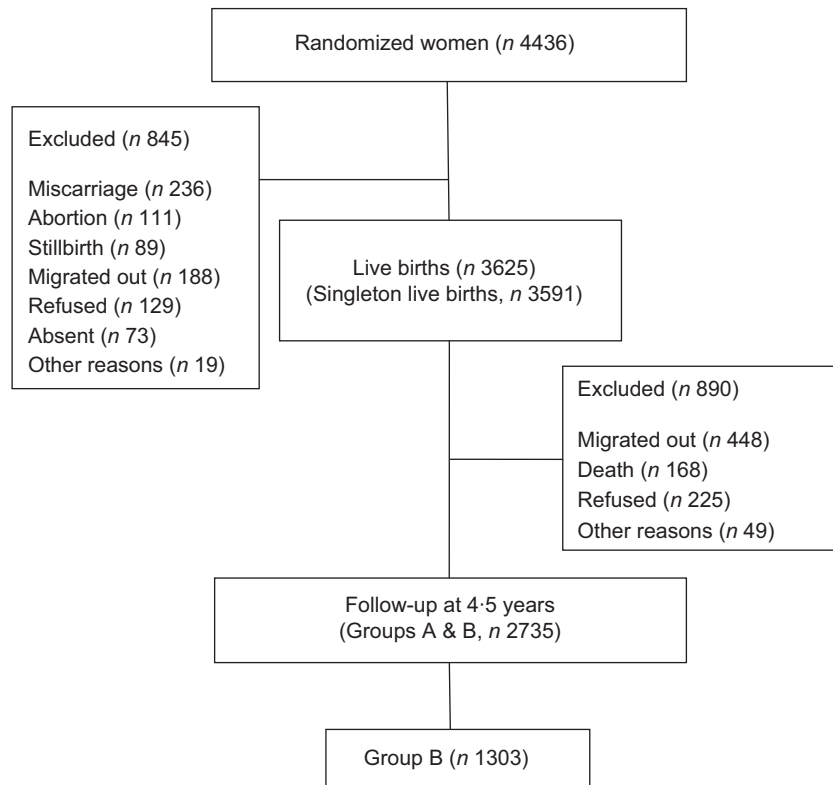 Randomized women (n 4436)
Excluded (n 845)
Miscarriage (n 236)
Abortion (n 111)
Stillbirth (n 89)
Migrated out (n 188)
Refused (n 129)
Absent (n 73)
Other reasons (n 19)
Live births (n 3625)
(Singleton live births, n 3591)
Excluded (n 890)
Migrated out (n 448)
Death (n 168)
Refused (n 225)
Other reasons (n 49)
Follow-up at 4·5 years
(Groups A & B, n 2735)
Group B (n 1303)